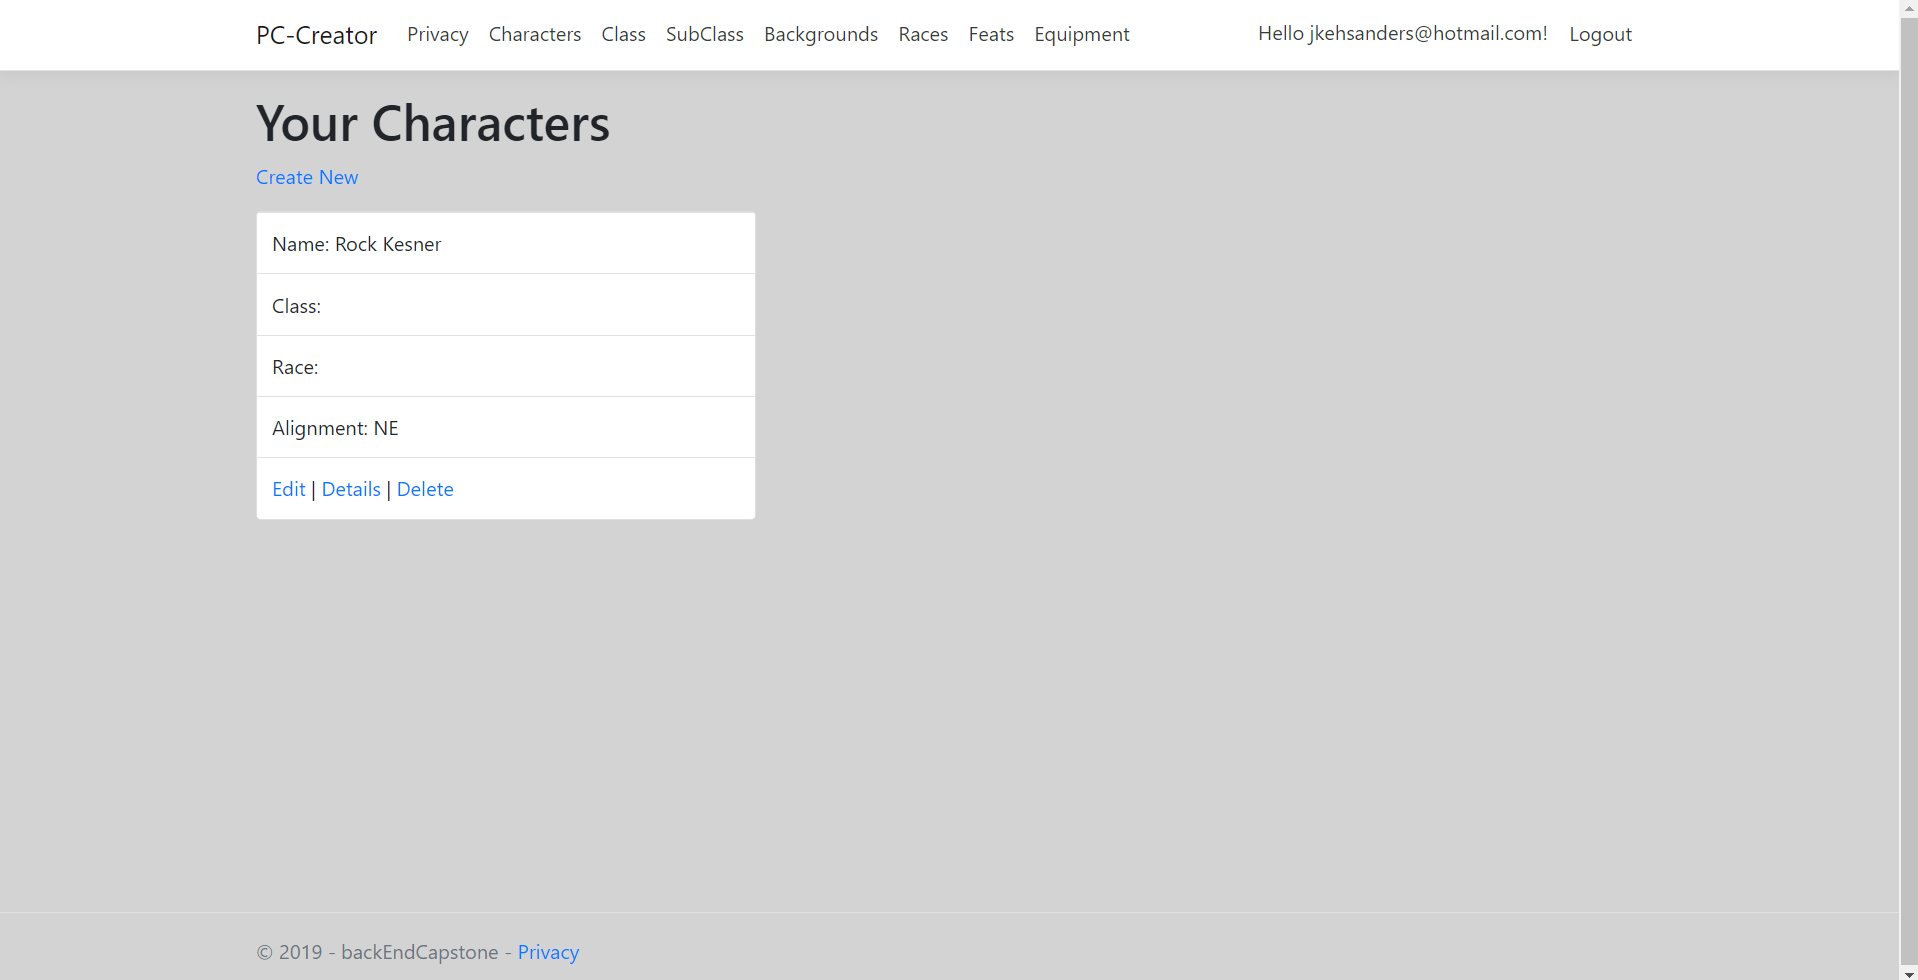 PC-Creator Privacy Characters Class SubClass Backgrounds Races Feats Equipment Hello jkehsanders@hotmail.com! Logout
Your Characters
Create New
Name: Rock Kesner
Class:
Race:
Alignment: NE
Edit | Details | Delete
© 2019 - backEndCapstone - Privacy